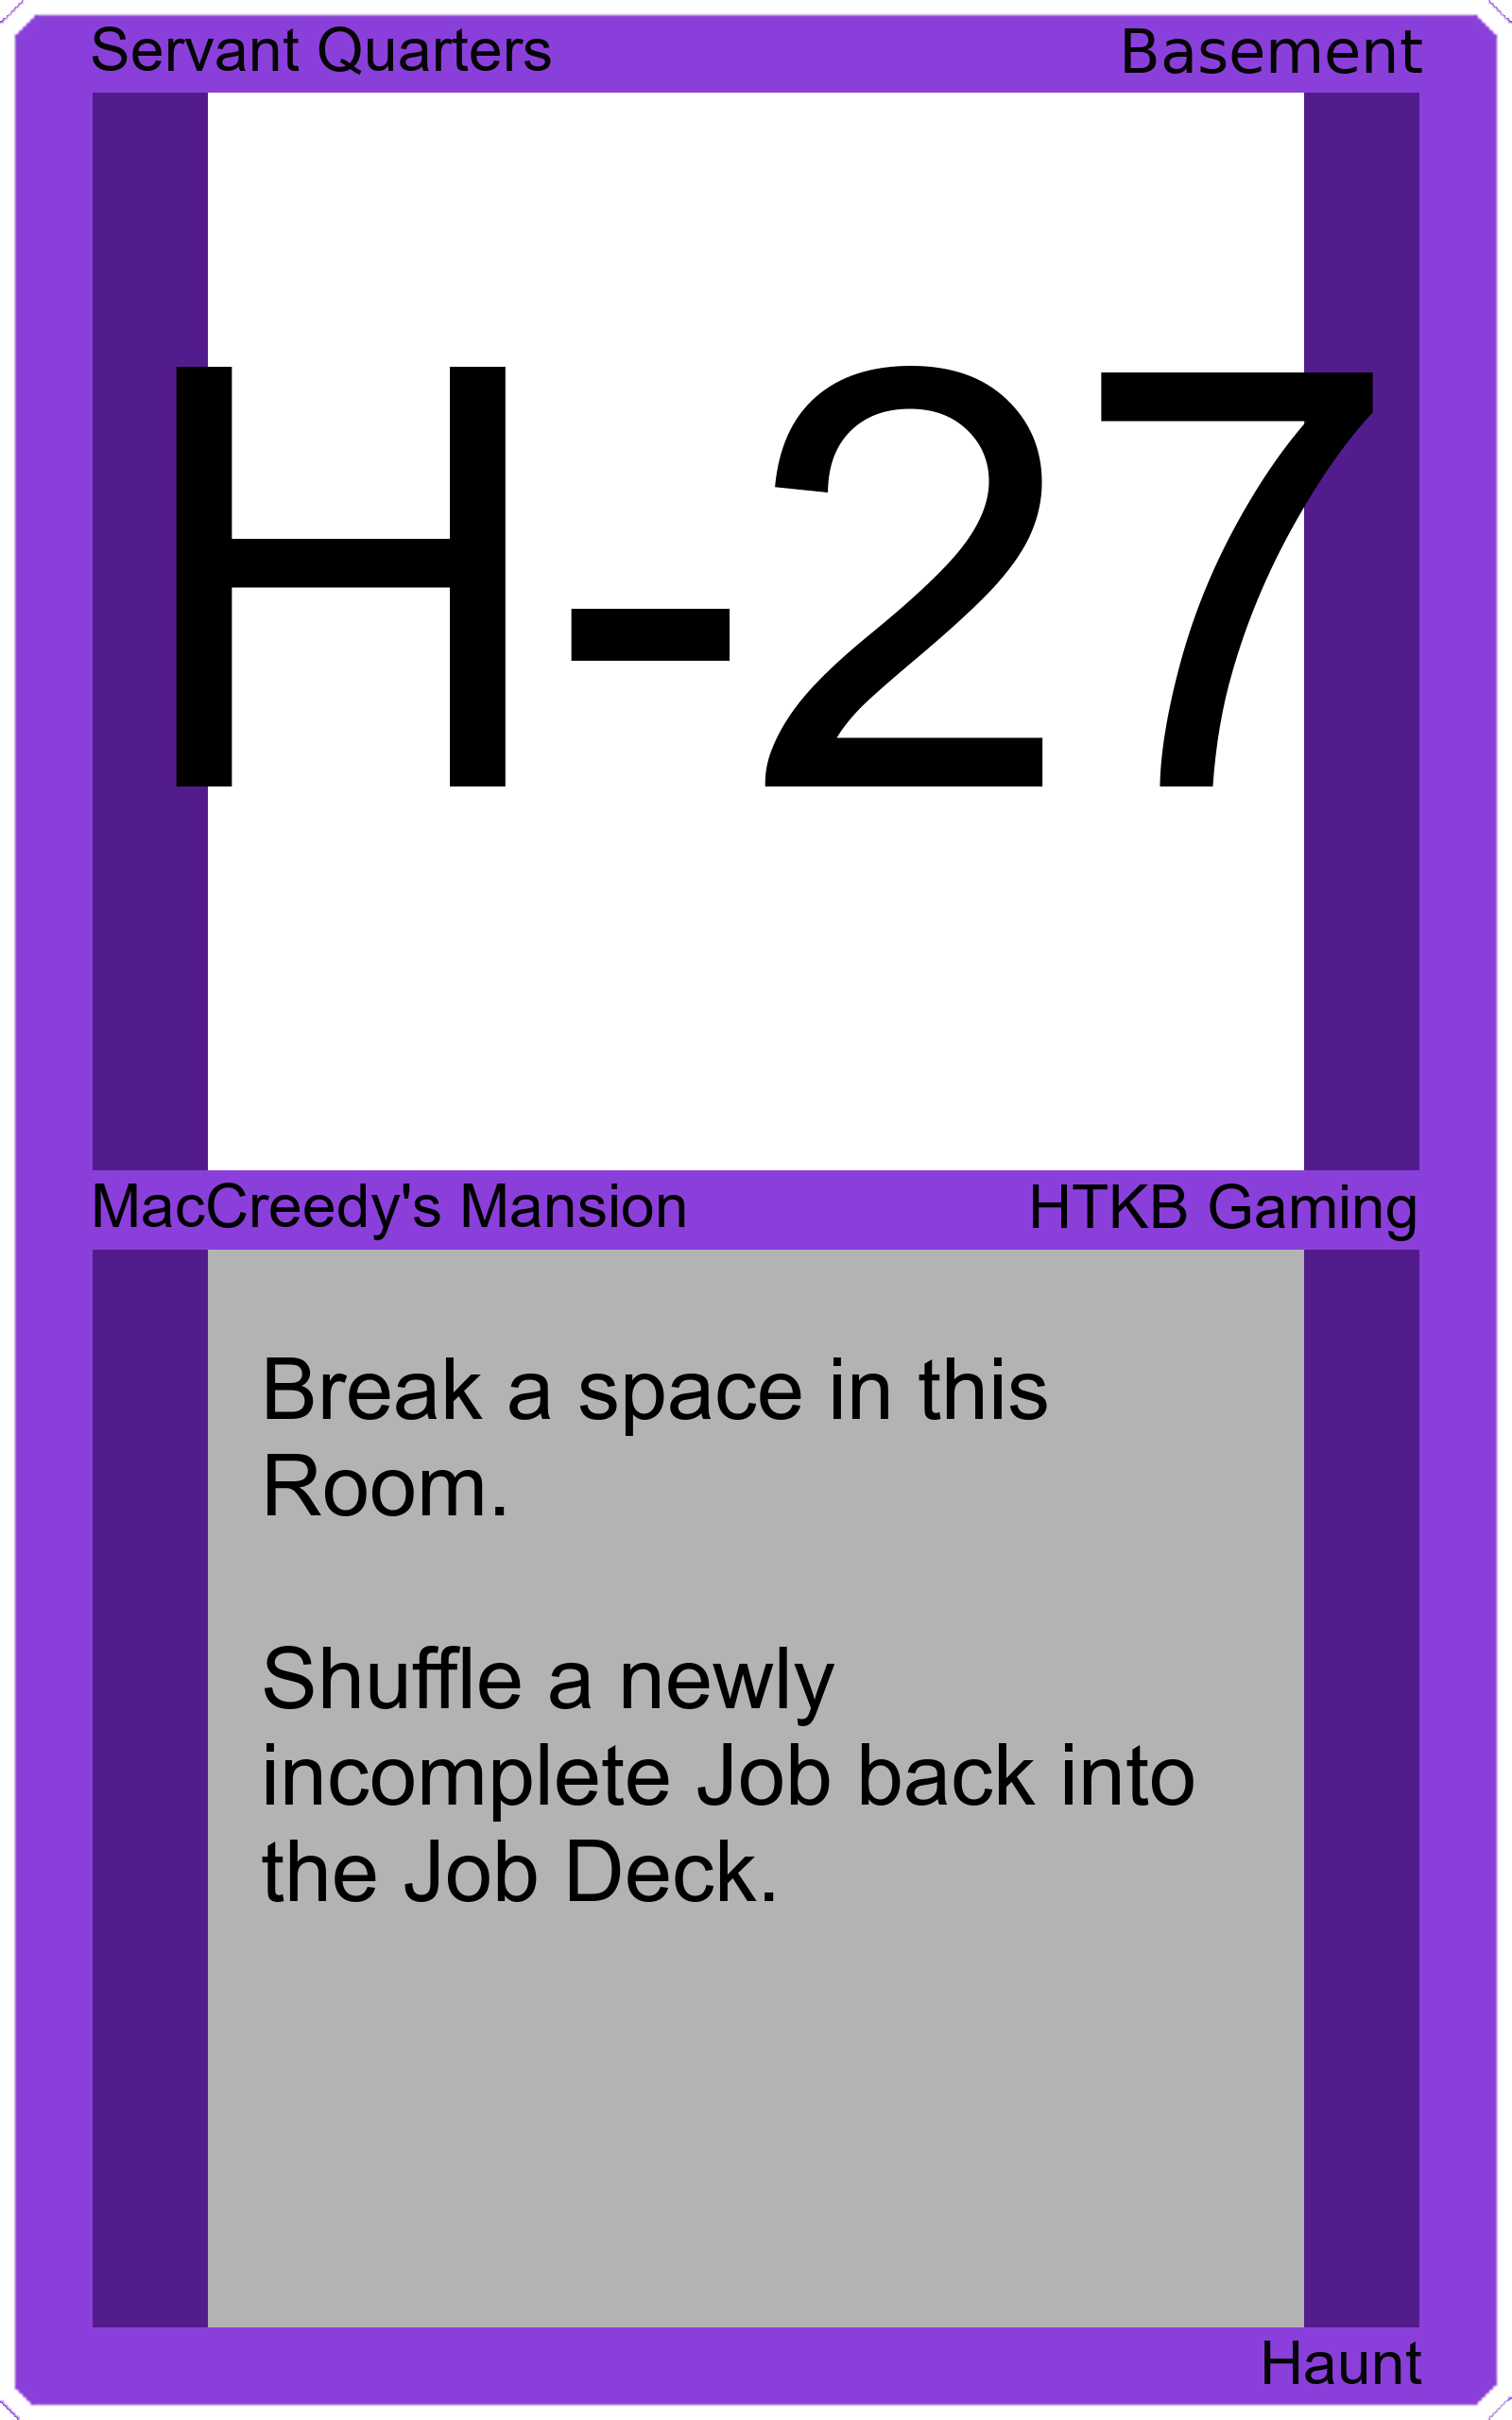 Servant Quarters Basement
H-27
MacCreedy's Mansion HTKB Gaming
Break a space in this
Room.
Shuffle a newly
incomplete Job back into
the Job Deck.
Haunt